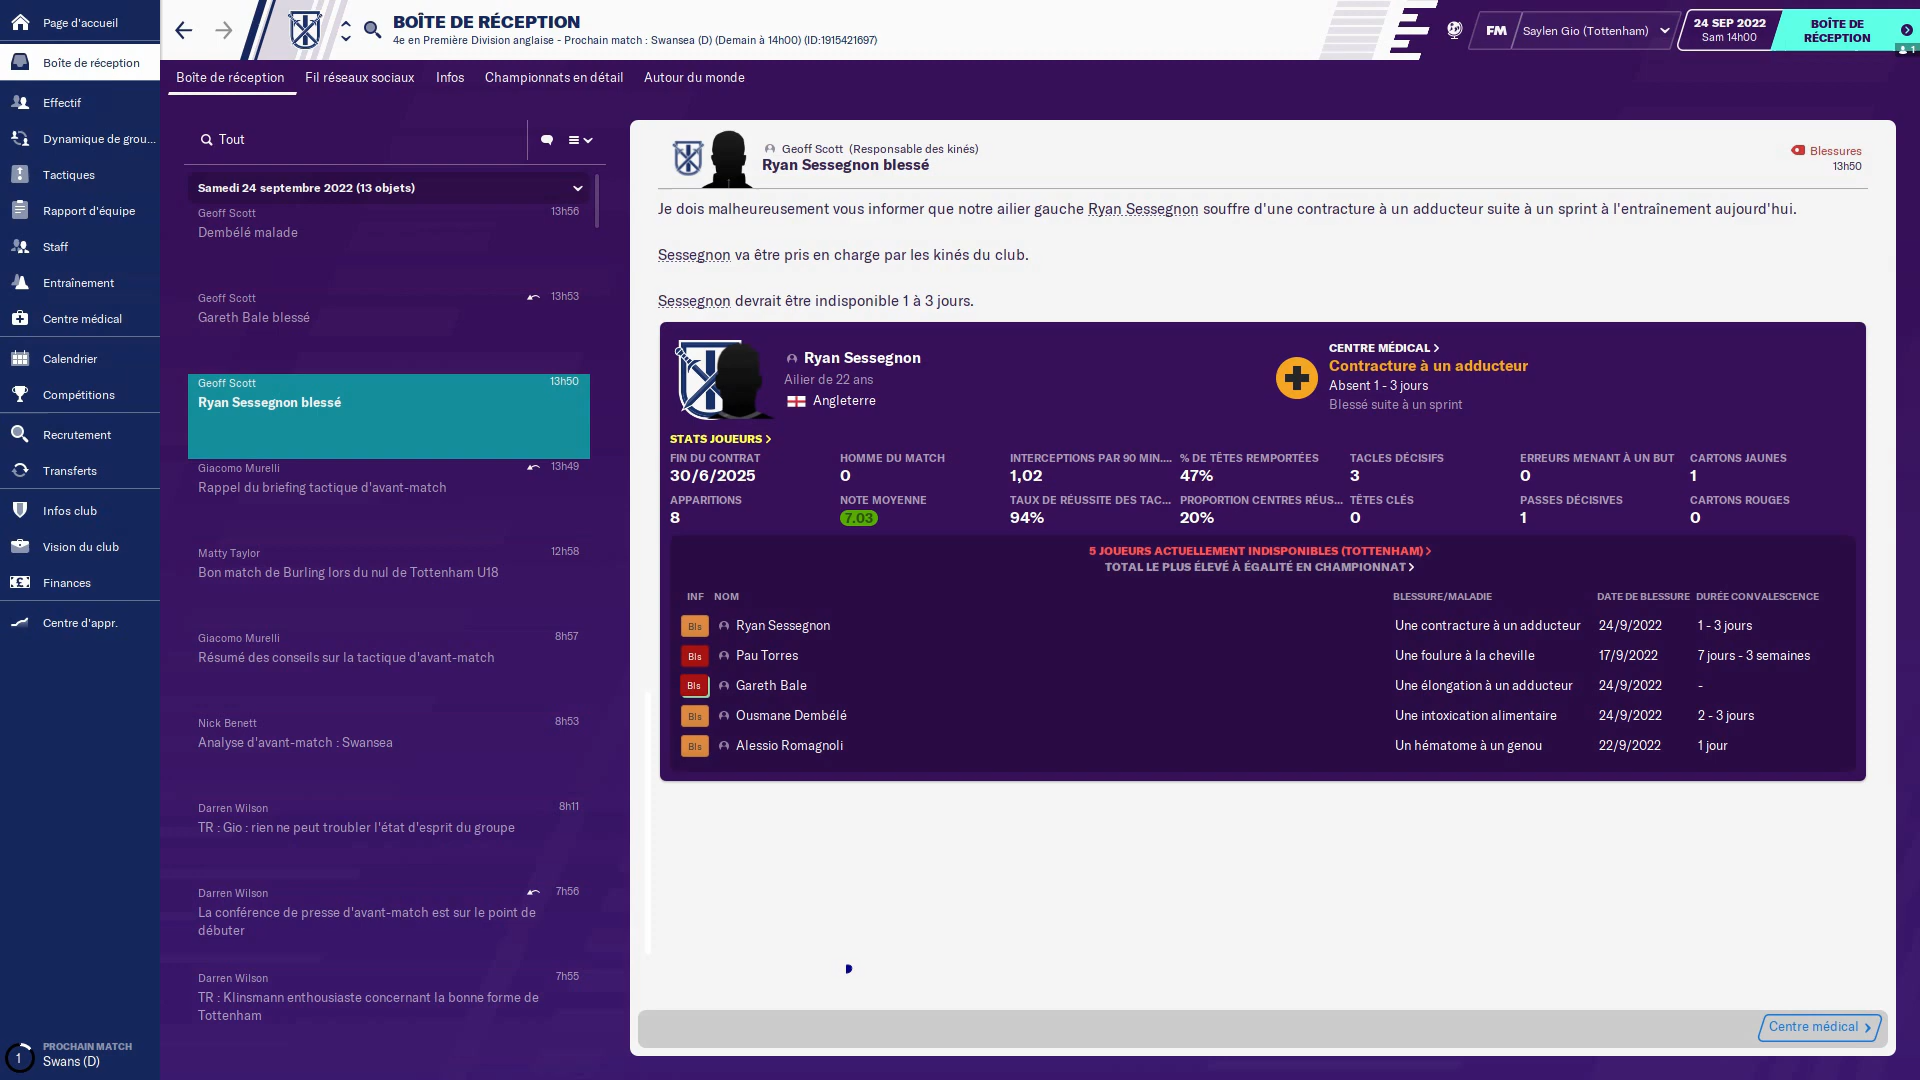 Page d'accueil
Boîte de réception
Effectif
Dynamique de grou...
Tactiques
Rapport d'équipe
Staff
Entraînement
Centre médical
Calendrier
Compétitions
Recrutement
Transferts
Infos club
Vision du club
Finances
Centre d'appr.
1
PROCHAIN MATCH
Swans (D)
BOÎTE DE RÉCEPTION
4e en Première Division anglaise - Prochain match : Swansea (D) (Demain à 14h00) (ID:1915421697)
FM
Saylen Gio (Tottenham)
24 SEP 2022
Sam 14h00
BOÎTE DE RÉCEPTION
1
Boîte de réception
Fil réseaux sociaux
Infos
Championnats en détail
Autour du monde
Tout
Samedi 24 septembre 2022 (13 objets)
Geoff Scott 13h56
Dembélé malade
Geoff Scott 13h53
Gareth Bale blessé
Geoff Scott 13h50
Ryan Sessegnon blessé
Giacomo Murelli 13h49
Rappel du briefing tactique d'avant-match
Matty Taylor 12h58
Bon match de Burling lors du nul de Tottenham U18
Giacomo Murelli 8h57
Résumé des conseils sur la tactique d'avant-match
Nick Benett 8h53
Analyse d'avant-match : Swansea
Darren Wilson 8h11
TR : Gio : rien ne peut troubler l'état d'esprit du groupe
Darren Wilson 7h56
La conférence de presse d'avant-match est sur le point de
débuter
Darren Wilson 7h55
TR : Klinsmann enthousiaste concernant la bonne forme de
Tottenham
Geoff Scott (Responsable des kinés)
Ryan Sessegnon blessé
Blessures
13h50
Je dois malheureusement vous informer que notre ailier gauche Ryan Sessegnon souffre d'une contracture à un adducteur suite à un sprint à l'entraînement aujourd'hui.
Sessegnon va être pris en charge par les kinés du club.
Sessegnon devrait être indisponible 1 à 3 jours.
Ryan Sessegnon
Ailier de 22 ans
Angleterre
CENTRE MÉDICAL
Contracture à un adducteur
Absent 1 - 3 jours
Blessé suite à un sprint
STATS JOUEURS
FIN DU CONTRAT HOMME DU MATCH INTERCEPTIONS PAR 90 MIN.... % DE TÊTES REMPORTÉES TACLES DÉCISIFS ERREURS MENANT À UN BUT CARTONS JAUNES
30/6/2025 0 1,02 47% 3 0 1
APPARITIONS NOTE MOYENNE TAUX DE RÉUSSITE DES TAC... PROPORTION CENTRES RÉUS... TÊTES CLÉS PASSES DÉCISIVES CARTONS ROUGES
8 7.03 94% 20% 0 1 0
5 JOUEURS ACTUELLEMENT INDISPONIBLES (TOTTENHAM)
TOTAL LE PLUS ÉLEVÉ À ÉGALITÉ EN CHAMPIONNAT
INF NOM BLESSURE/MALADIE DATE DE BLESSURE DURÉE CONVALESCENCE
Bls Ryan Sessegnon Une contracture à un adducteur 24/9/2022 1 - 3 jours
Bls Pau Torres Une foulure à la cheville 17/9/2022 7 jours - 3 semaines
Bls Gareth Bale Une élongation à un adducteur 24/9/2022 -
Bls Ousmane Dembélé Une intoxication alimentaire 24/9/2022 2 - 3 jours
Bls Alessio Romagnoli Un hématome à un genou 22/9/2022 1 jour
Centre médical